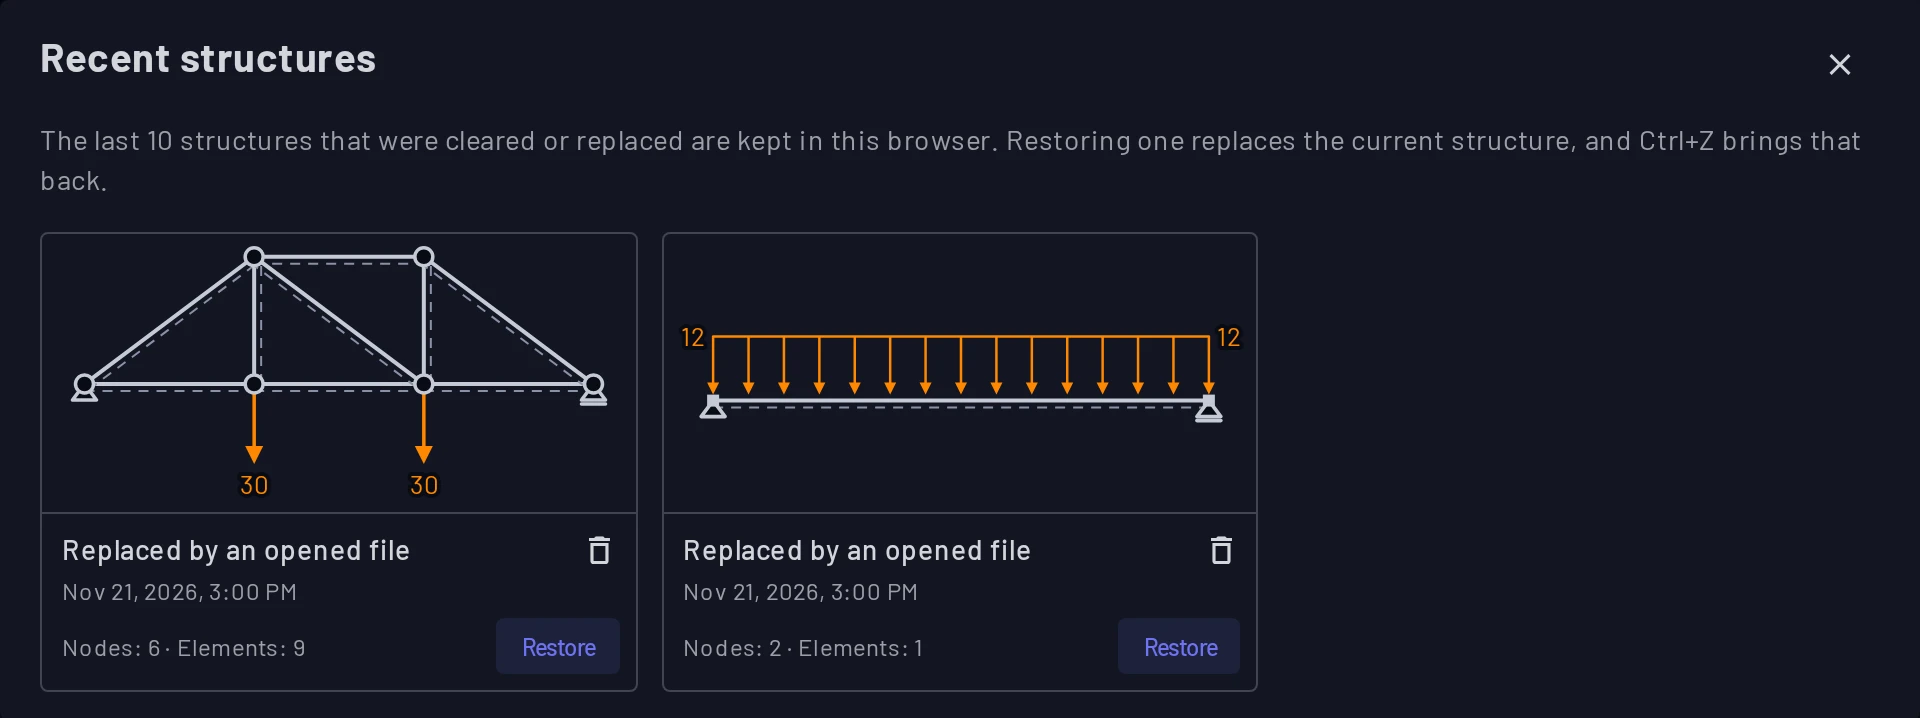 Recent structures
The last 10 structures that were cleared or replaced are kept in this browser. Restoring one replaces the current structure, and Ctrl+Z brings that
back.
30
30
Replaced by an opened file
Nov 21, 2026, 3:00 PM
Nodes: 6 · Elements: 9
Restore
12
12
Replaced by an opened file
Nov 21, 2026, 3:00 PM
Nodes: 2 · Elements: 1
Restore